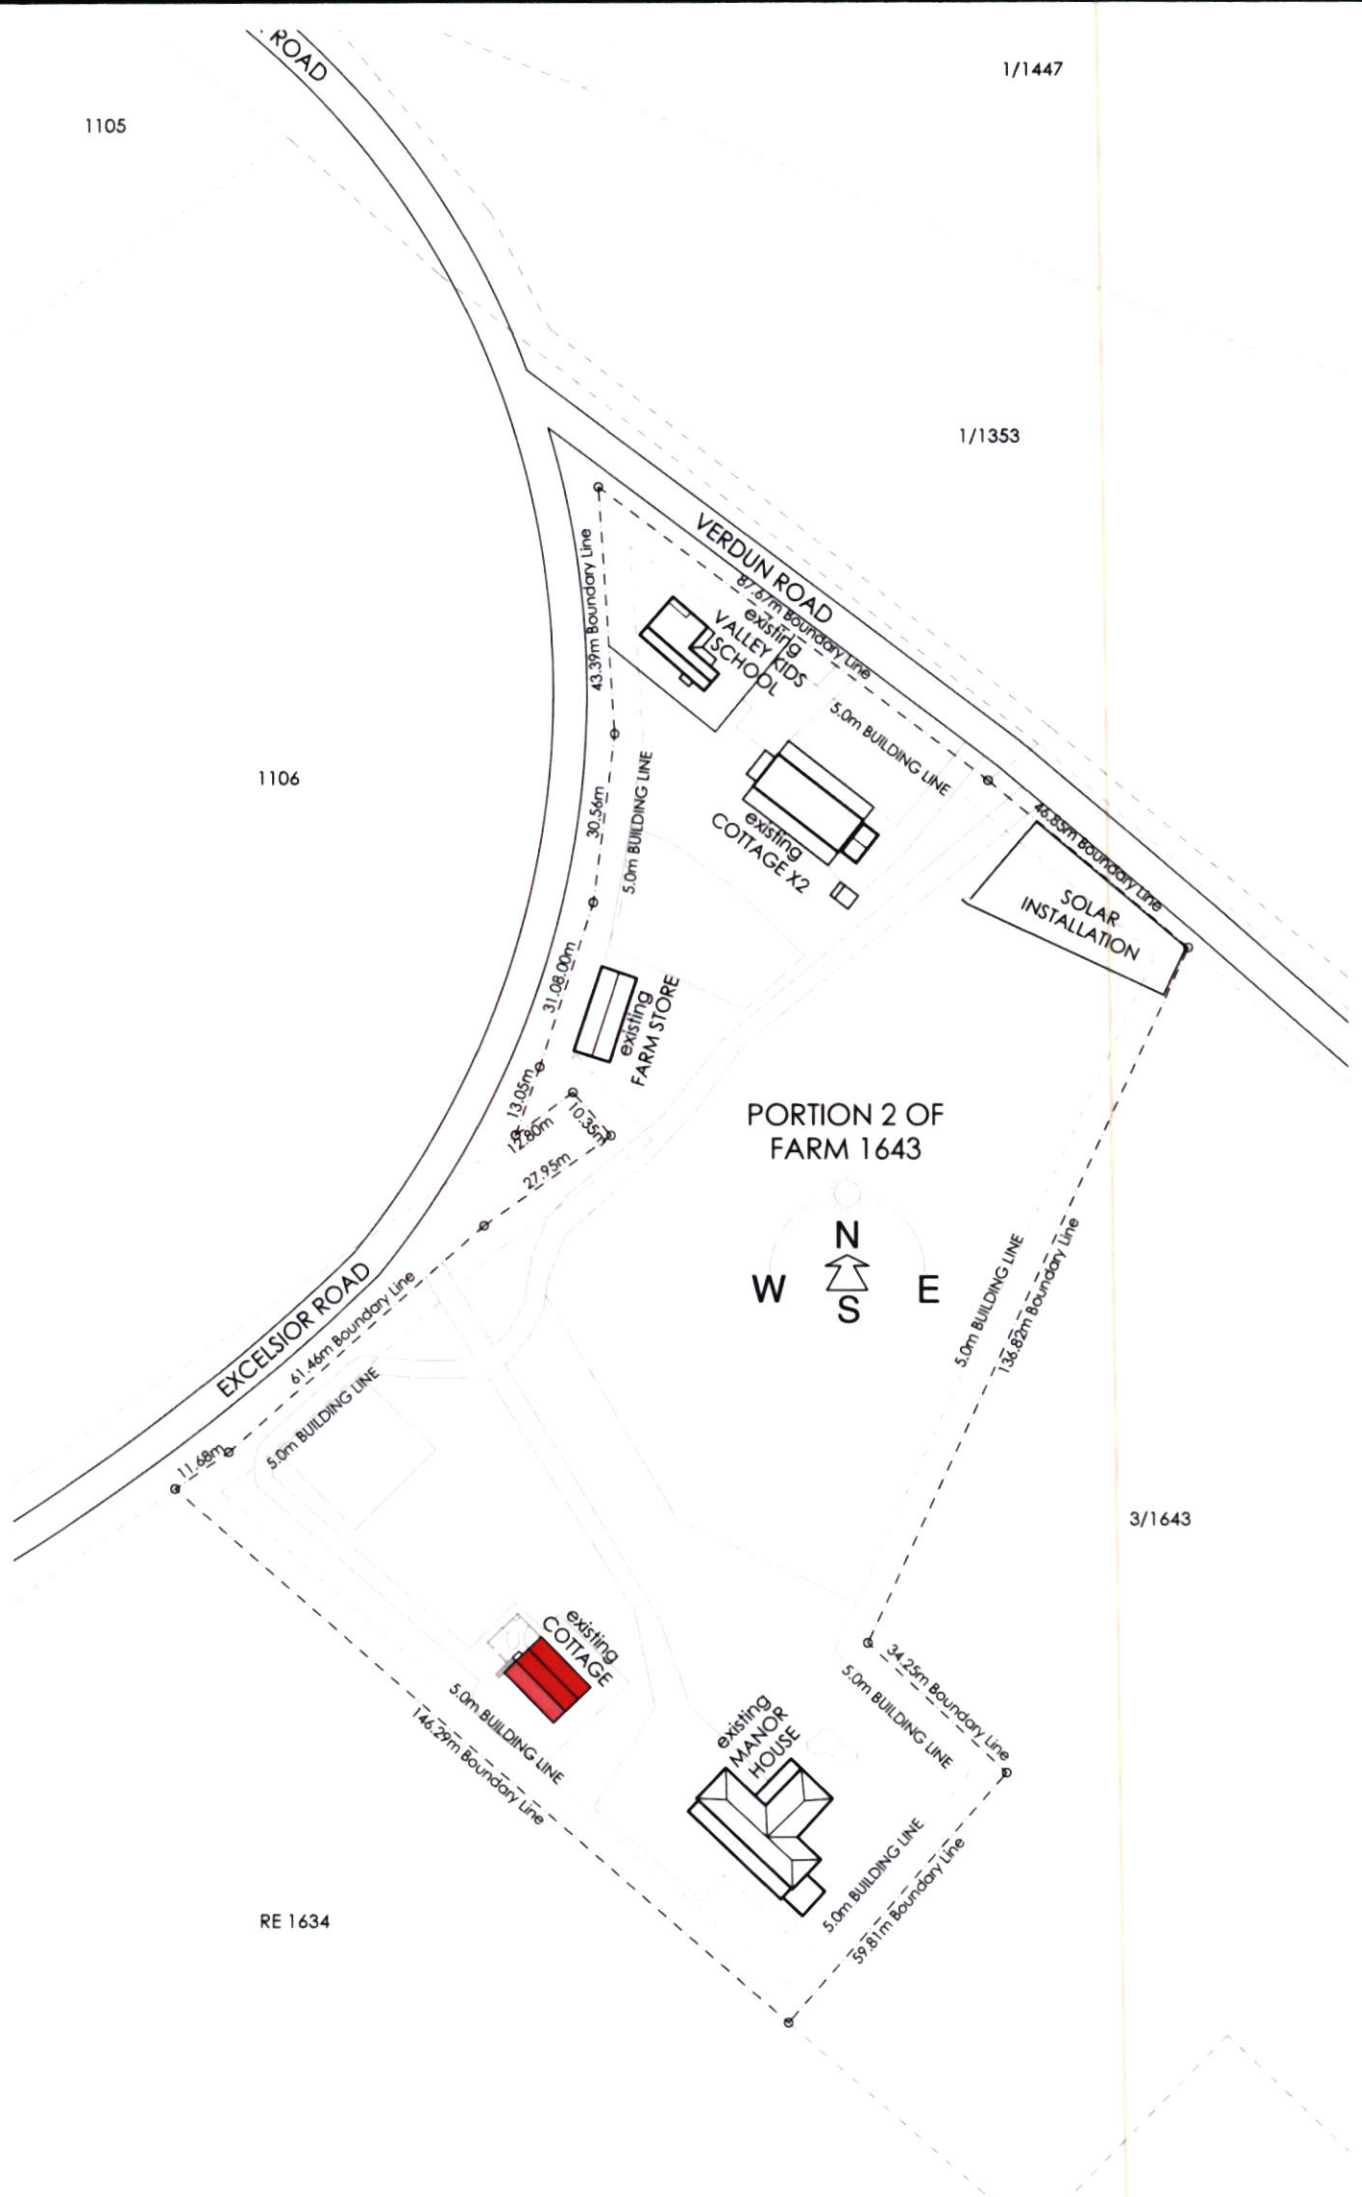 ROAD
1/1447
1105
1/1353
VERDUN ROAD
87.67m Boundary Line
43.39m Boundary Line
existing
VALLEY KIDS
SCHOOL
5.0m BUILDING LINE
1106
30.56m
5.0m BUILDING LINE
existing
COTTAGE X2
46.85m Boundary Line
SOLAR
INSTALLATION
31.08.00m
existing
FARM STORE
13.05m
12.80m
10.35m
27.95m
PORTION 2 OF
FARM 1643
N
W
E
S
5.0m BUILDING LINE
136.82m Boundary Line
EXCELSIOR ROAD
61.46m Boundary Line
5.0m BUILDING LINE
11.68m
3/1643
existing
COTTAGE
5.0m BUILDING LINE
146.29m Boundary Line
34.25m Boundary Line
5.0m BUILDING LINE
existing
MANOR
HOUSE
5.0m BUILDING LINE
59.81m Boundary Line
RE 1634